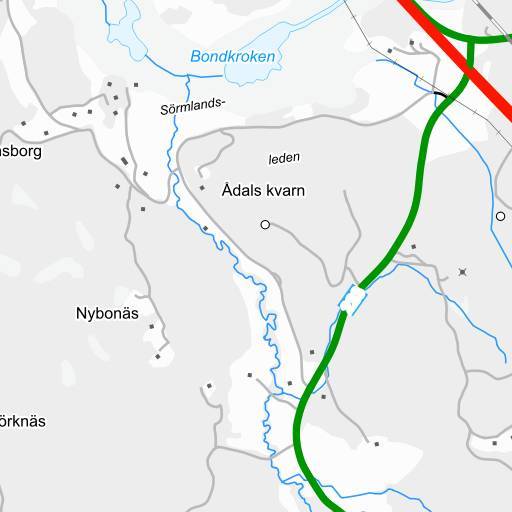 Bondkroken
Sörmlands-
leden
Ådals kvarn
Nybonäs